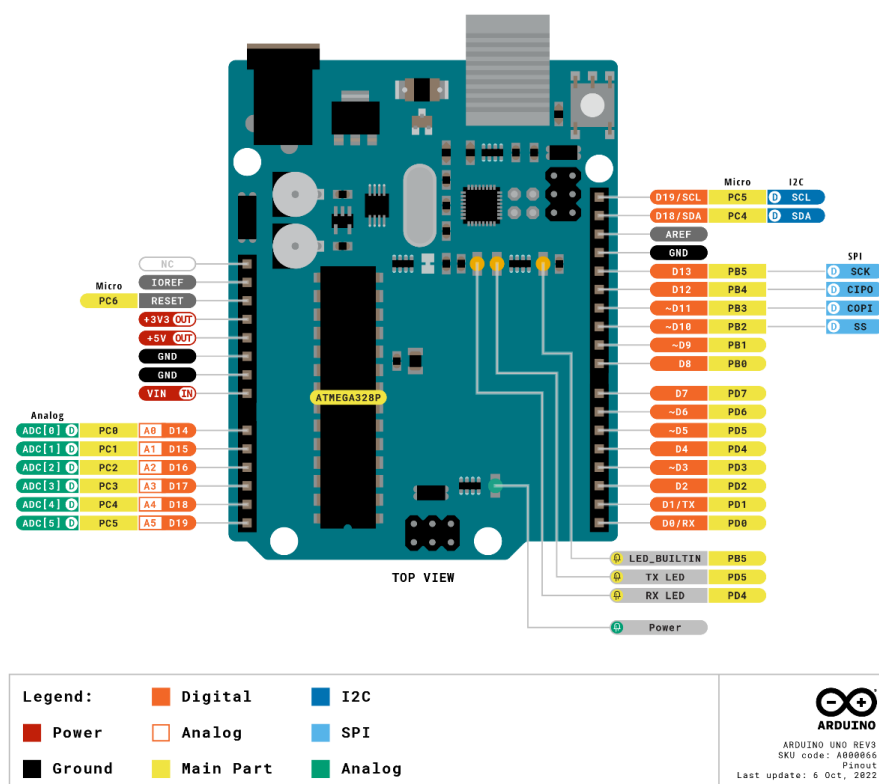 Micro I2C
D19/SCL PC5 D SCL
D18/SDA PC4 D SDA
AREF
GND
SPI
D13 PB5 D SCK
D12 PB4 D CIPO
~D11 PB3 D COPI
~D10 PB2 D SS
~D9 PB1
D8 PB0
D7 PD7
~D6 PD6
~D5 PD5
D4 PD4
~D3 PD3
D2 PD2
D1/TX PD1
D0/RX PD0
NC
IOREF
Micro
PC6 RESET
+3V3 OUT
+5V OUT
GND
GND
VIN IN
Analog
ADC[0] D PC0 A0 D14
ADC[1] D PC1 A1 D15
ADC[2] D PC2 A2 D16
ADC[3] D PC3 A3 D17
ADC[4] D PC4 A4 D18
ADC[5] D PC5 A5 D19
ATMEGA328P
LED_BUILTIN PB5
TX LED PD5
RX LED PD4
Power
TOP VIEW
Legend:
Power
Ground
Digital
Analog
Main Part
I2C
SPI
Analog
ARDUINO
ARDUINO UNO REV3
SKU code: A000066
Pinout
Last update: 6 Oct, 2022